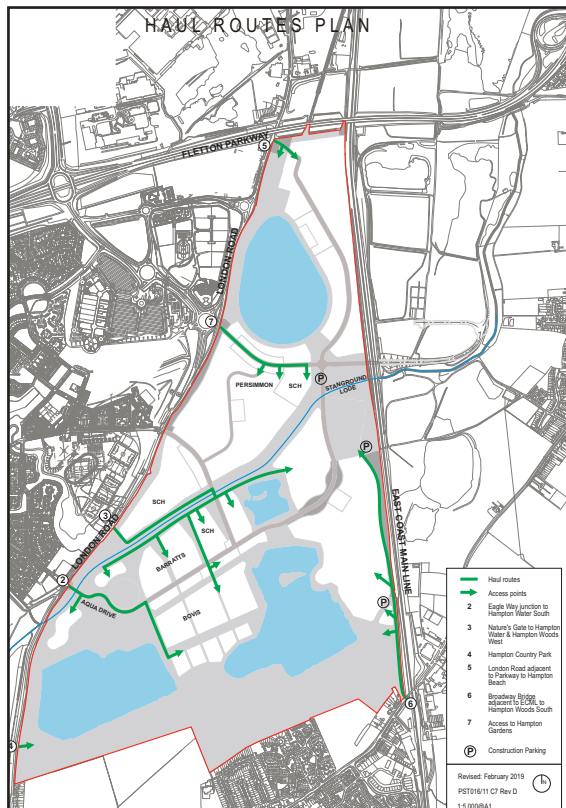 HAUL ROUTES PLAN
FLETTON PARKWAY
5
LONDON ROAD
7
PERSIMMON
SCH
P
STANGROUND
LODE
P
SCH
3
SCH
EAST COAST MAIN LINE
LONDON ROAD
BARRATTS
2
AQUA DRIVE
BOVIS
P
6
4
Haul routes
Access points
2 Eagle Way junction to
Hampton Water South
3 Nature's Gate to Hampton
Water & Hampton Woods
West
4 Hampton Country Park
5 London Road adjacent
to Parkway to Hampton
Beach
6 Broadway Bridge
adjacent to ECML to
Hampton Woods South
7 Access to Hampton
Gardens
P Construction Parking
Revised: February 2019
PST016/11 C7 Rev D
1:5,000@A1
N